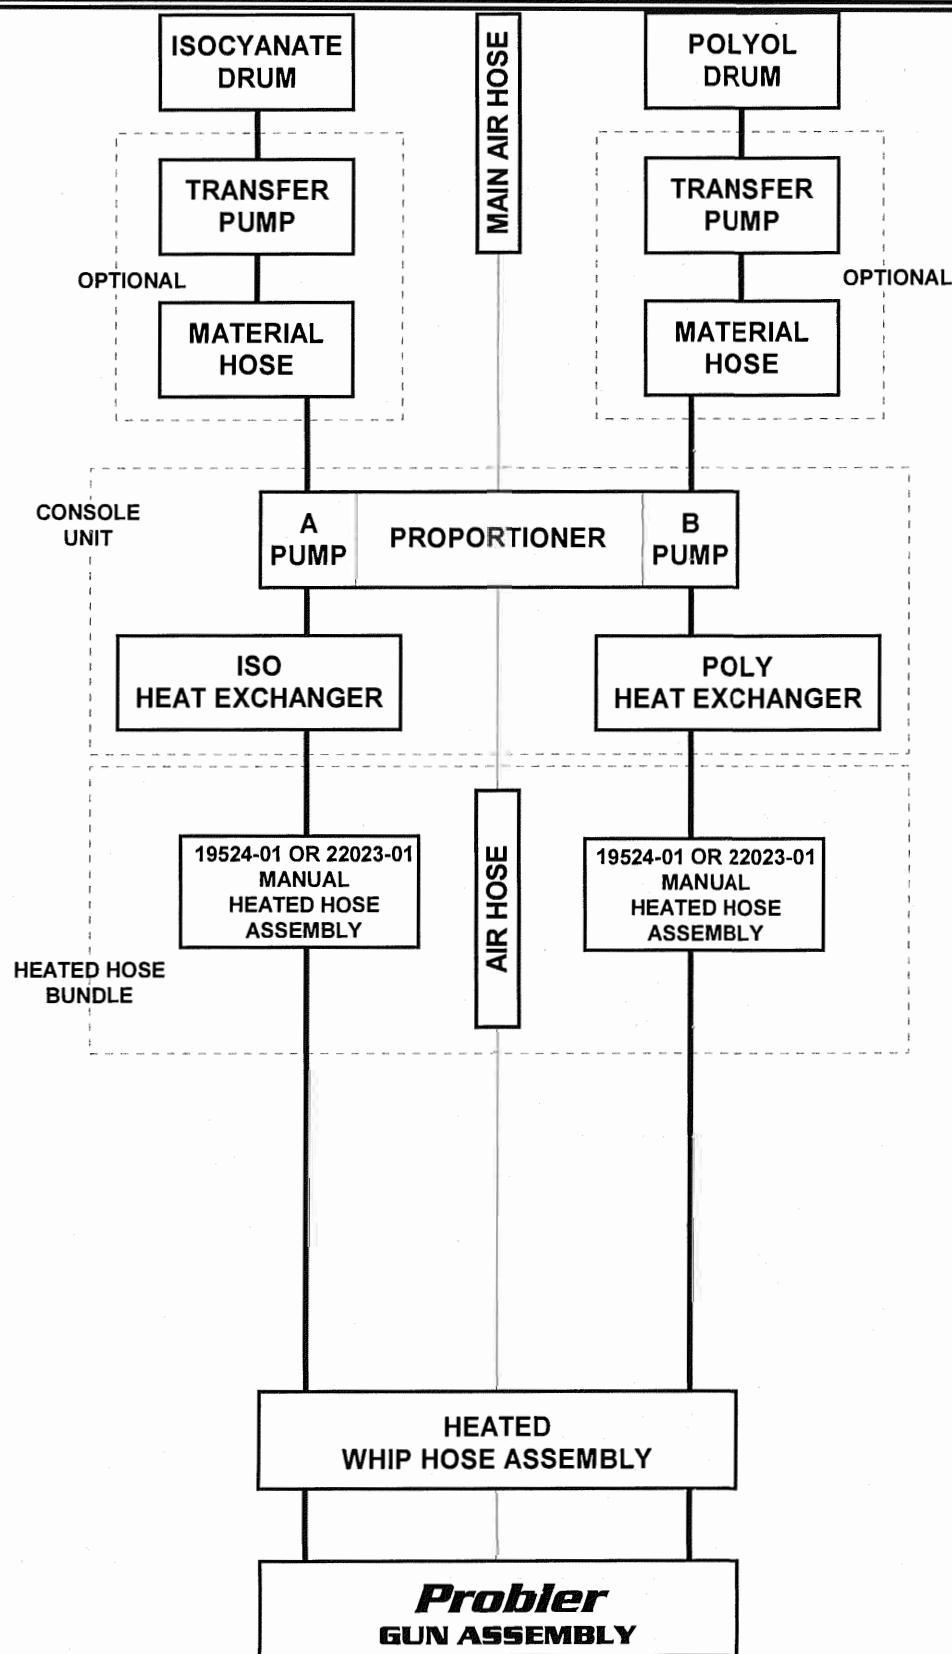 ISOCYANATE
DRUM
MAIN AIR HOSE
POLYOL
DRUM
TRANSFER
PUMP
TRANSFER
PUMP
OPTIONAL
OPTIONAL
MATERIAL
HOSE
MATERIAL
HOSE
CONSOLE
UNIT
A
PUMP
PROPORTIONER
B
PUMP
ISO
HEAT EXCHANGER
POLY
HEAT EXCHANGER
19524-01 OR 22023-01
MANUAL
HEATED HOSE
ASSEMBLY
AIR HOSE
19524-01 OR 22023-01
MANUAL
HEATED HOSE
ASSEMBLY
HEATED HOSE
BUNDLE
HEATED
WHIP HOSE ASSEMBLY
Probler
GUN ASSEMBLY